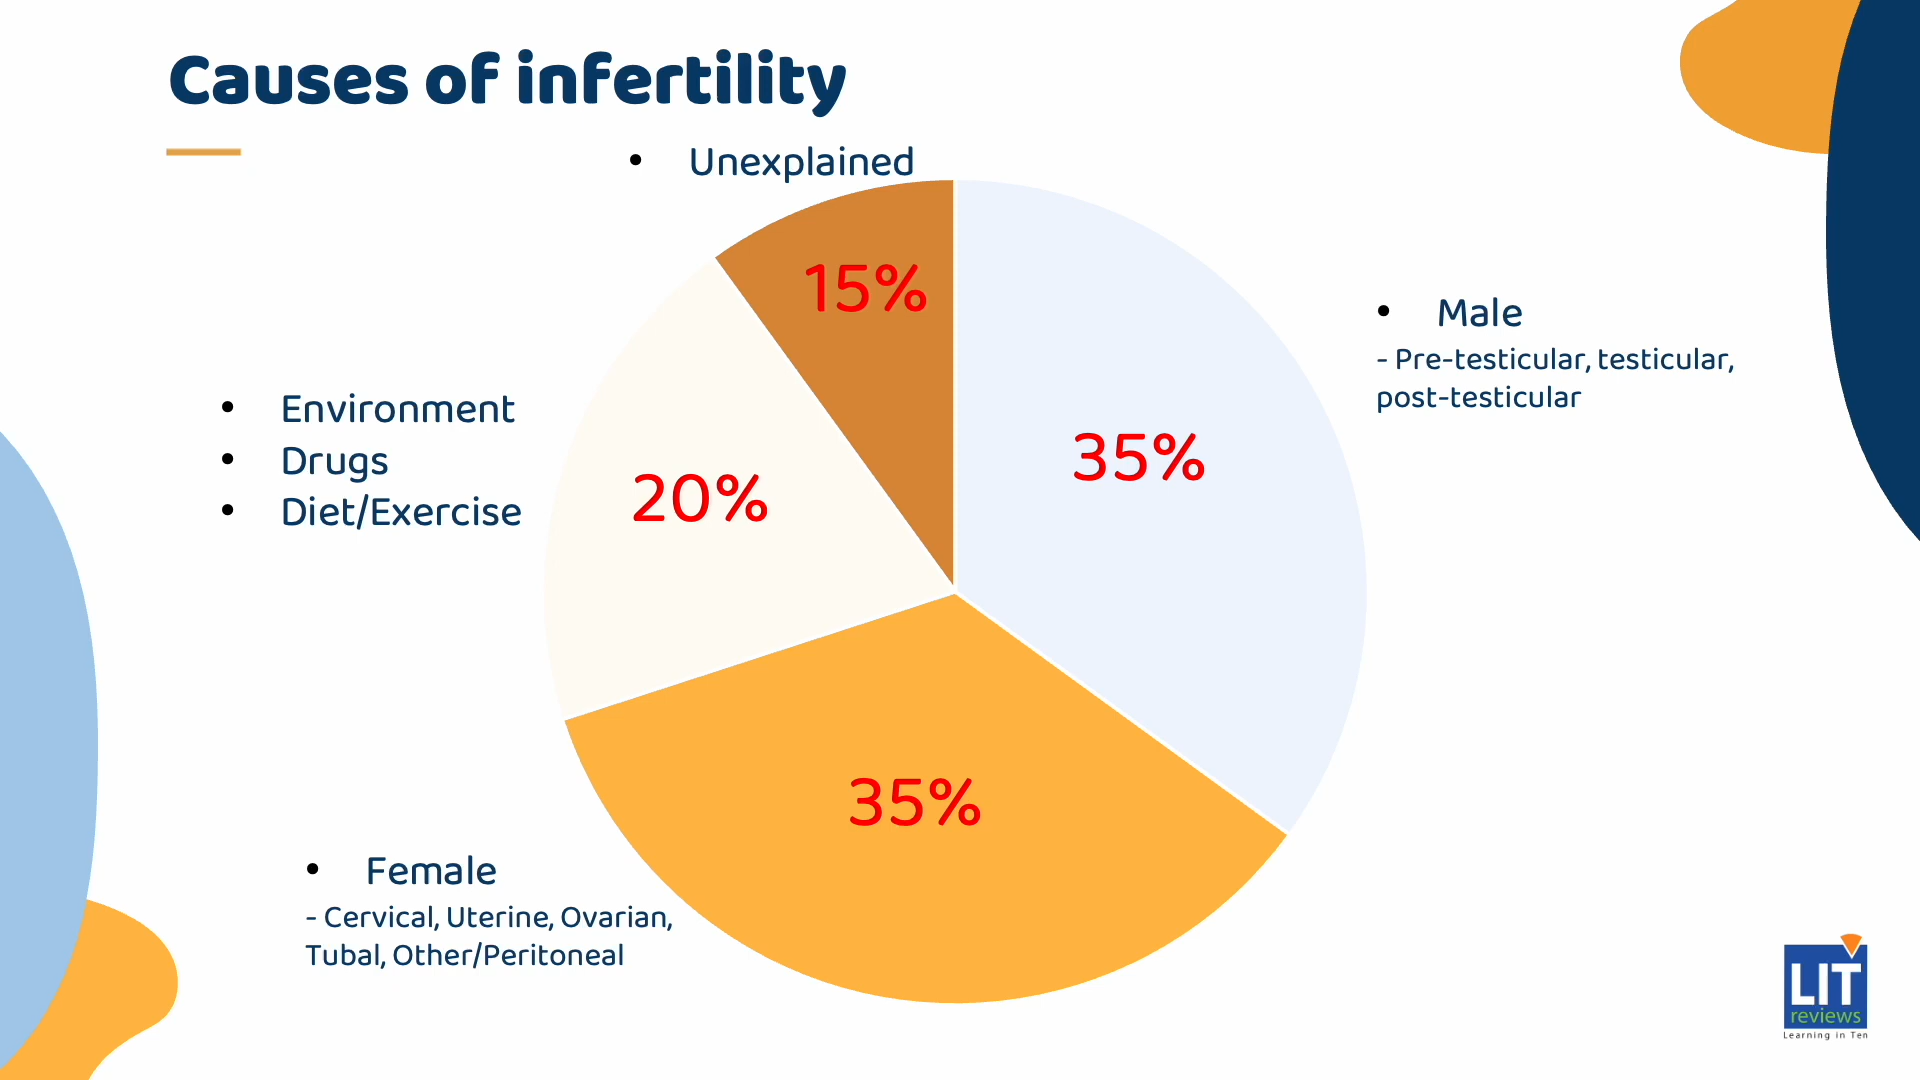 Causes of infertility
• Unexplained
15%
• Male
- Pre-testicular, testicular,
post-testicular
35%
• Environment
• Drugs
• Diet/Exercise
20%
35%
• Female
- Cervical, Uterine, Ovarian,
Tubal, Other/Peritoneal
LIT
reviews
Learning in Ten